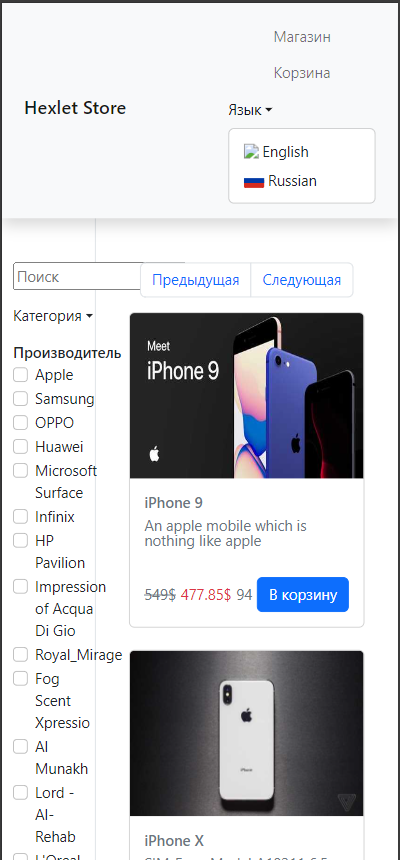 Магазин
Корзина
Hexlet Store
Язык
English
Russian
Поиск
Предыдущая
Следующая
Категория
Производитель
Apple
Samsung
OPPO
Huawei
Microsoft
Surface
Infinix
HP
Pavilion
Impression
of Acqua
Di Gio
Royal_Mirage
Fog
Scent
Xpressio
Al
Munakh
Lord -
Al-
Rehab
L'Oreal
Meet
iPhone 9
iPhone 9
An apple mobile which is
nothing like apple
549$ 477.85$ 94 В корзину
iPhone
iPhone X